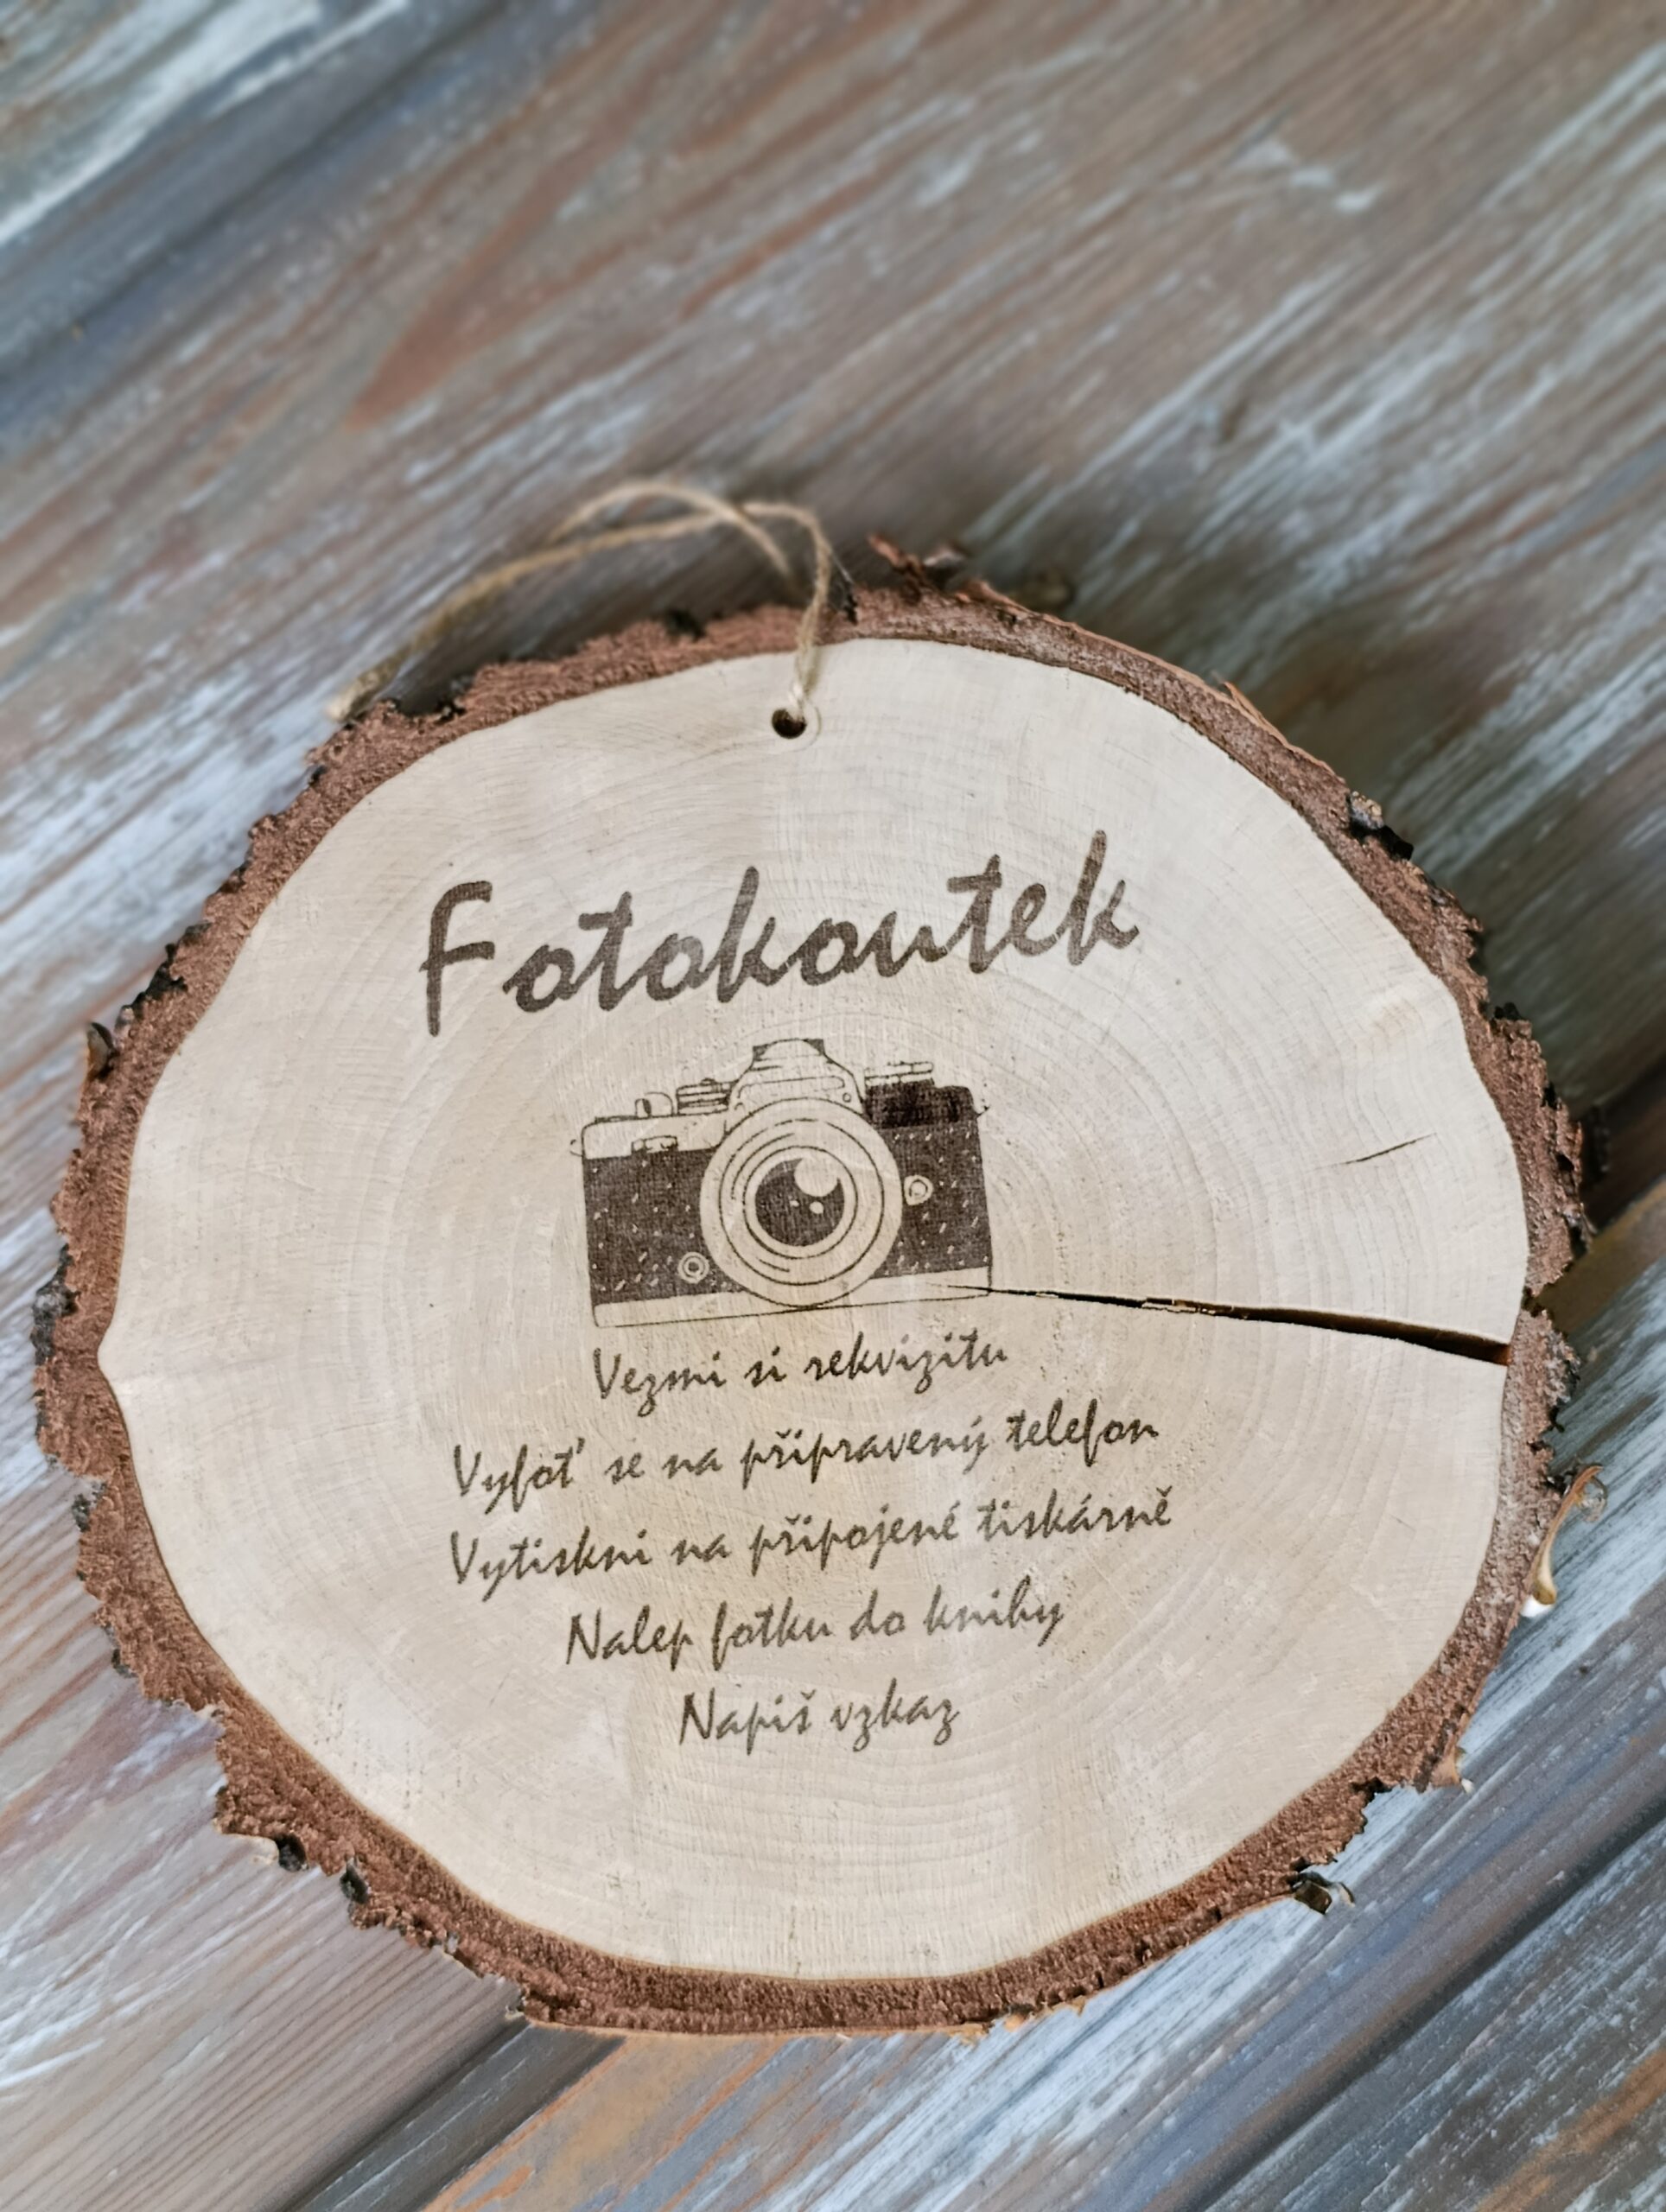 Fotokoutek
Vezmi si rekvizitu
Vyfoť se na připravený telefon
Vytiskni na připojené tiskárně
Nalep fotku do knihy
Napiš vzkaz